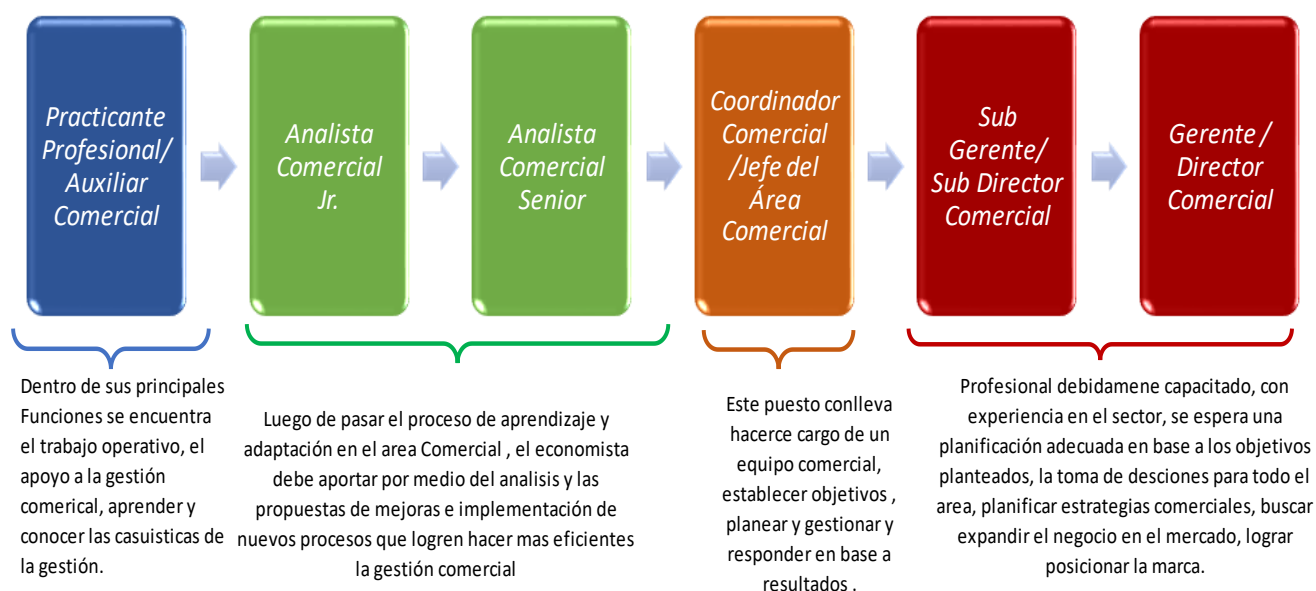 Practicante
Profesional/
Auxiliar
Comercial
Analista
Comercial
Jr.
Analista
Comercial
Senior
Coordinador
Comercial
/Jefe del
Área
Comercial
Sub
Gerente/
Sub Director
Comercial
Gerente /
Director
Comercial
Dentro de sus principales
Funciones se encuentra
el trabajo operativo, el
apoyo a la gestión
comerical, aprender y
conocer las casuisticas de
la gestión.
Luego de pasar el proceso de aprendizaje y
adaptación en el area Comercial , el economista
debe aportar por medio del analisis y las
propuestas de mejoras e implementación de
nuevos procesos que logren hacer mas eficientes
la gestión comercial
Este puesto conlleva
hacerce cargo de un
equipo comercial,
establecer objetivos ,
planear y gestionar y
responder en base a
resultados .
Profesional debidamene capacitado, con
experiencia en el sector, se espera una
planificación adecuada en base a los objetivos
planteados, la toma de desciones para todo el
area, planificar estrategias comerciales, buscar
expandir el negocio en el mercado, lograr
posicionar la marca.